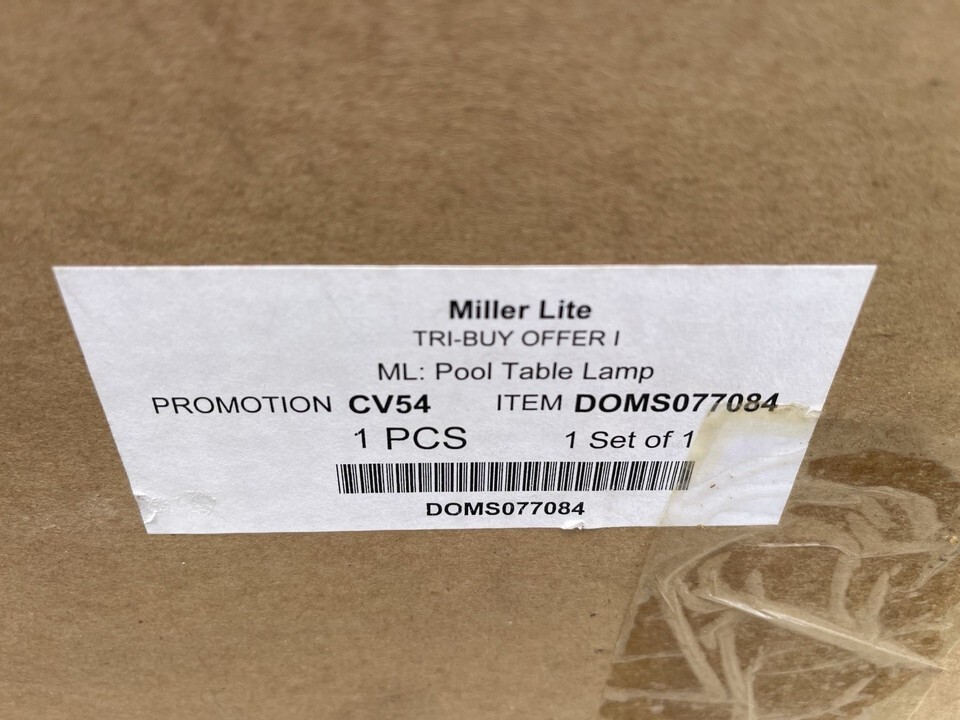 Miller Lite
TRI-BUY OFFER I
ML: Pool Table Lamp
PROMOTION CV54 ITEM DOMS077084
1 PCS 1 Set of 1
DOMS077084